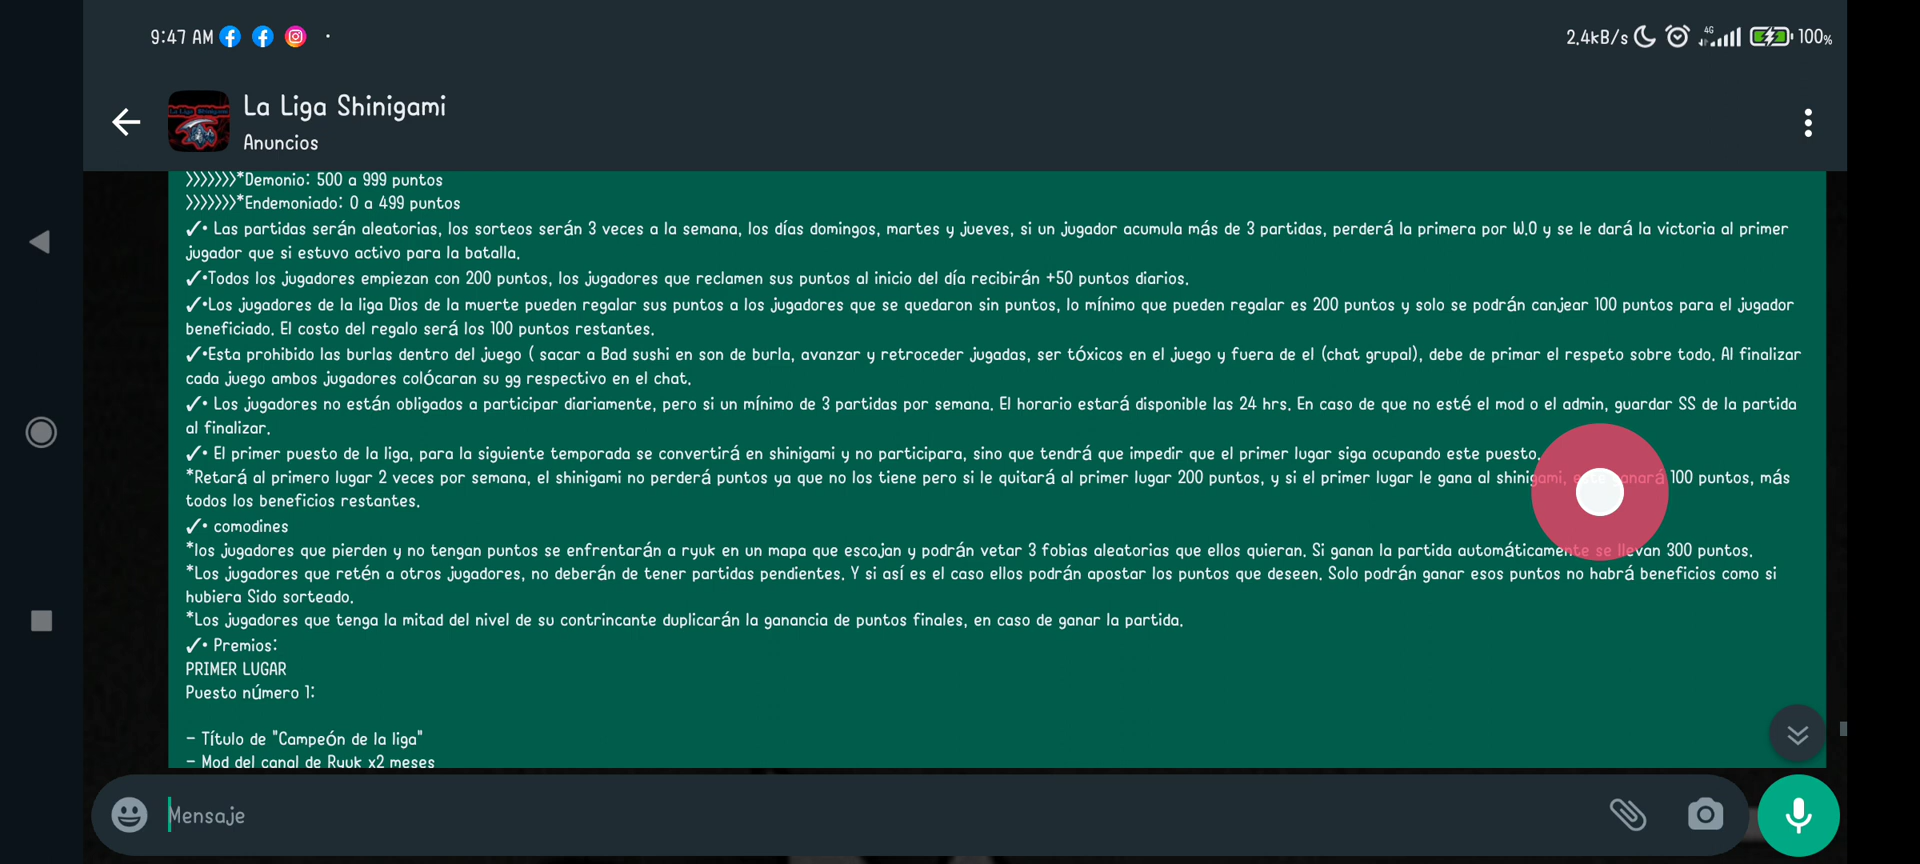 9:47 AM
2.4kB/s 4G 100%
La Liga Shinigami
Anuncios
>>>>>>>*Demonio: 500 a 999 puntos
>>>>>>>*Endemoniado: 0 a 499 puntos
✓• Las partidas serán aleatorias, los sorteos serán 3 veces a la semana, los días domingos, martes y jueves, si un jugador acumula más de 3 partidas, perderá la primera por W.O y se le dará la victoria al primer
jugador que si estuvo activo para la batalla.
✓•Todos los jugadores empiezan con 200 puntos, los jugadores que reclamen sus puntos al inicio del día recibirán +50 puntos diarios.
✓•Los jugadores de la liga Dios de la muerte pueden regalar sus puntos a los jugadores que se quedaron sin puntos, lo mínimo que pueden regalar es 200 puntos y solo se podrán canjear 100 puntos para el jugador
beneficiado. El costo del regalo será los 100 puntos restantes.
✓•Esta prohibido las burlas dentro del juego ( sacar a Bad sushi en son de burla, avanzar y retroceder jugadas, ser tóxicos en el juego y fuera de el (chat grupal), debe de primar el respeto sobre todo. Al finalizar
cada juego ambos jugadores colócaran su gg respectivo en el chat.
✓• Los jugadores no están obligados a participar diariamente, pero si un mínimo de 3 partidas por semana. El horario estará disponible las 24 hrs. En caso de que no esté el mod o el admin, guardar SS de la partida
al finalizar.
✓• El primer puesto de la liga, para la siguiente temporada se convertirá en shinigami y no participara, sino que tendrá que impedir que el primer lugar siga ocupando este puesto.
*Retará al primero lugar 2 veces por semana, el shinigami no perderá puntos ya que no los tiene pero si le quitará al primer lugar 200 puntos, y si el primer lugar le gana al shinigami, este ganará 100 puntos, más
todos los beneficios restantes.
✓• comodines
*los jugadores que pierden y no tengan puntos se enfrentarán a ryuk en un mapa que escojan y podrán vetar 3 fobias aleatorias que ellos quieran. Si ganan la partida automáticamente se llevan 300 puntos.
*Los jugadores que retén a otros jugadores, no deberán de tener partidas pendientes. Y si así es el caso ellos podrán apostar los puntos que deseen. Solo podrán ganar esos puntos no habrá beneficios como si
hubiera Sido sorteado.
*Los jugadores que tenga la mitad del nivel de su contrincante duplicarán la ganancia de puntos finales, en caso de ganar la partida.
✓• Premios:
PRIMER LUGAR
Puesto número 1:
- Título de "Campeón de la liga"
- Mod del canal de Ryuk x2 meses
Mensaje